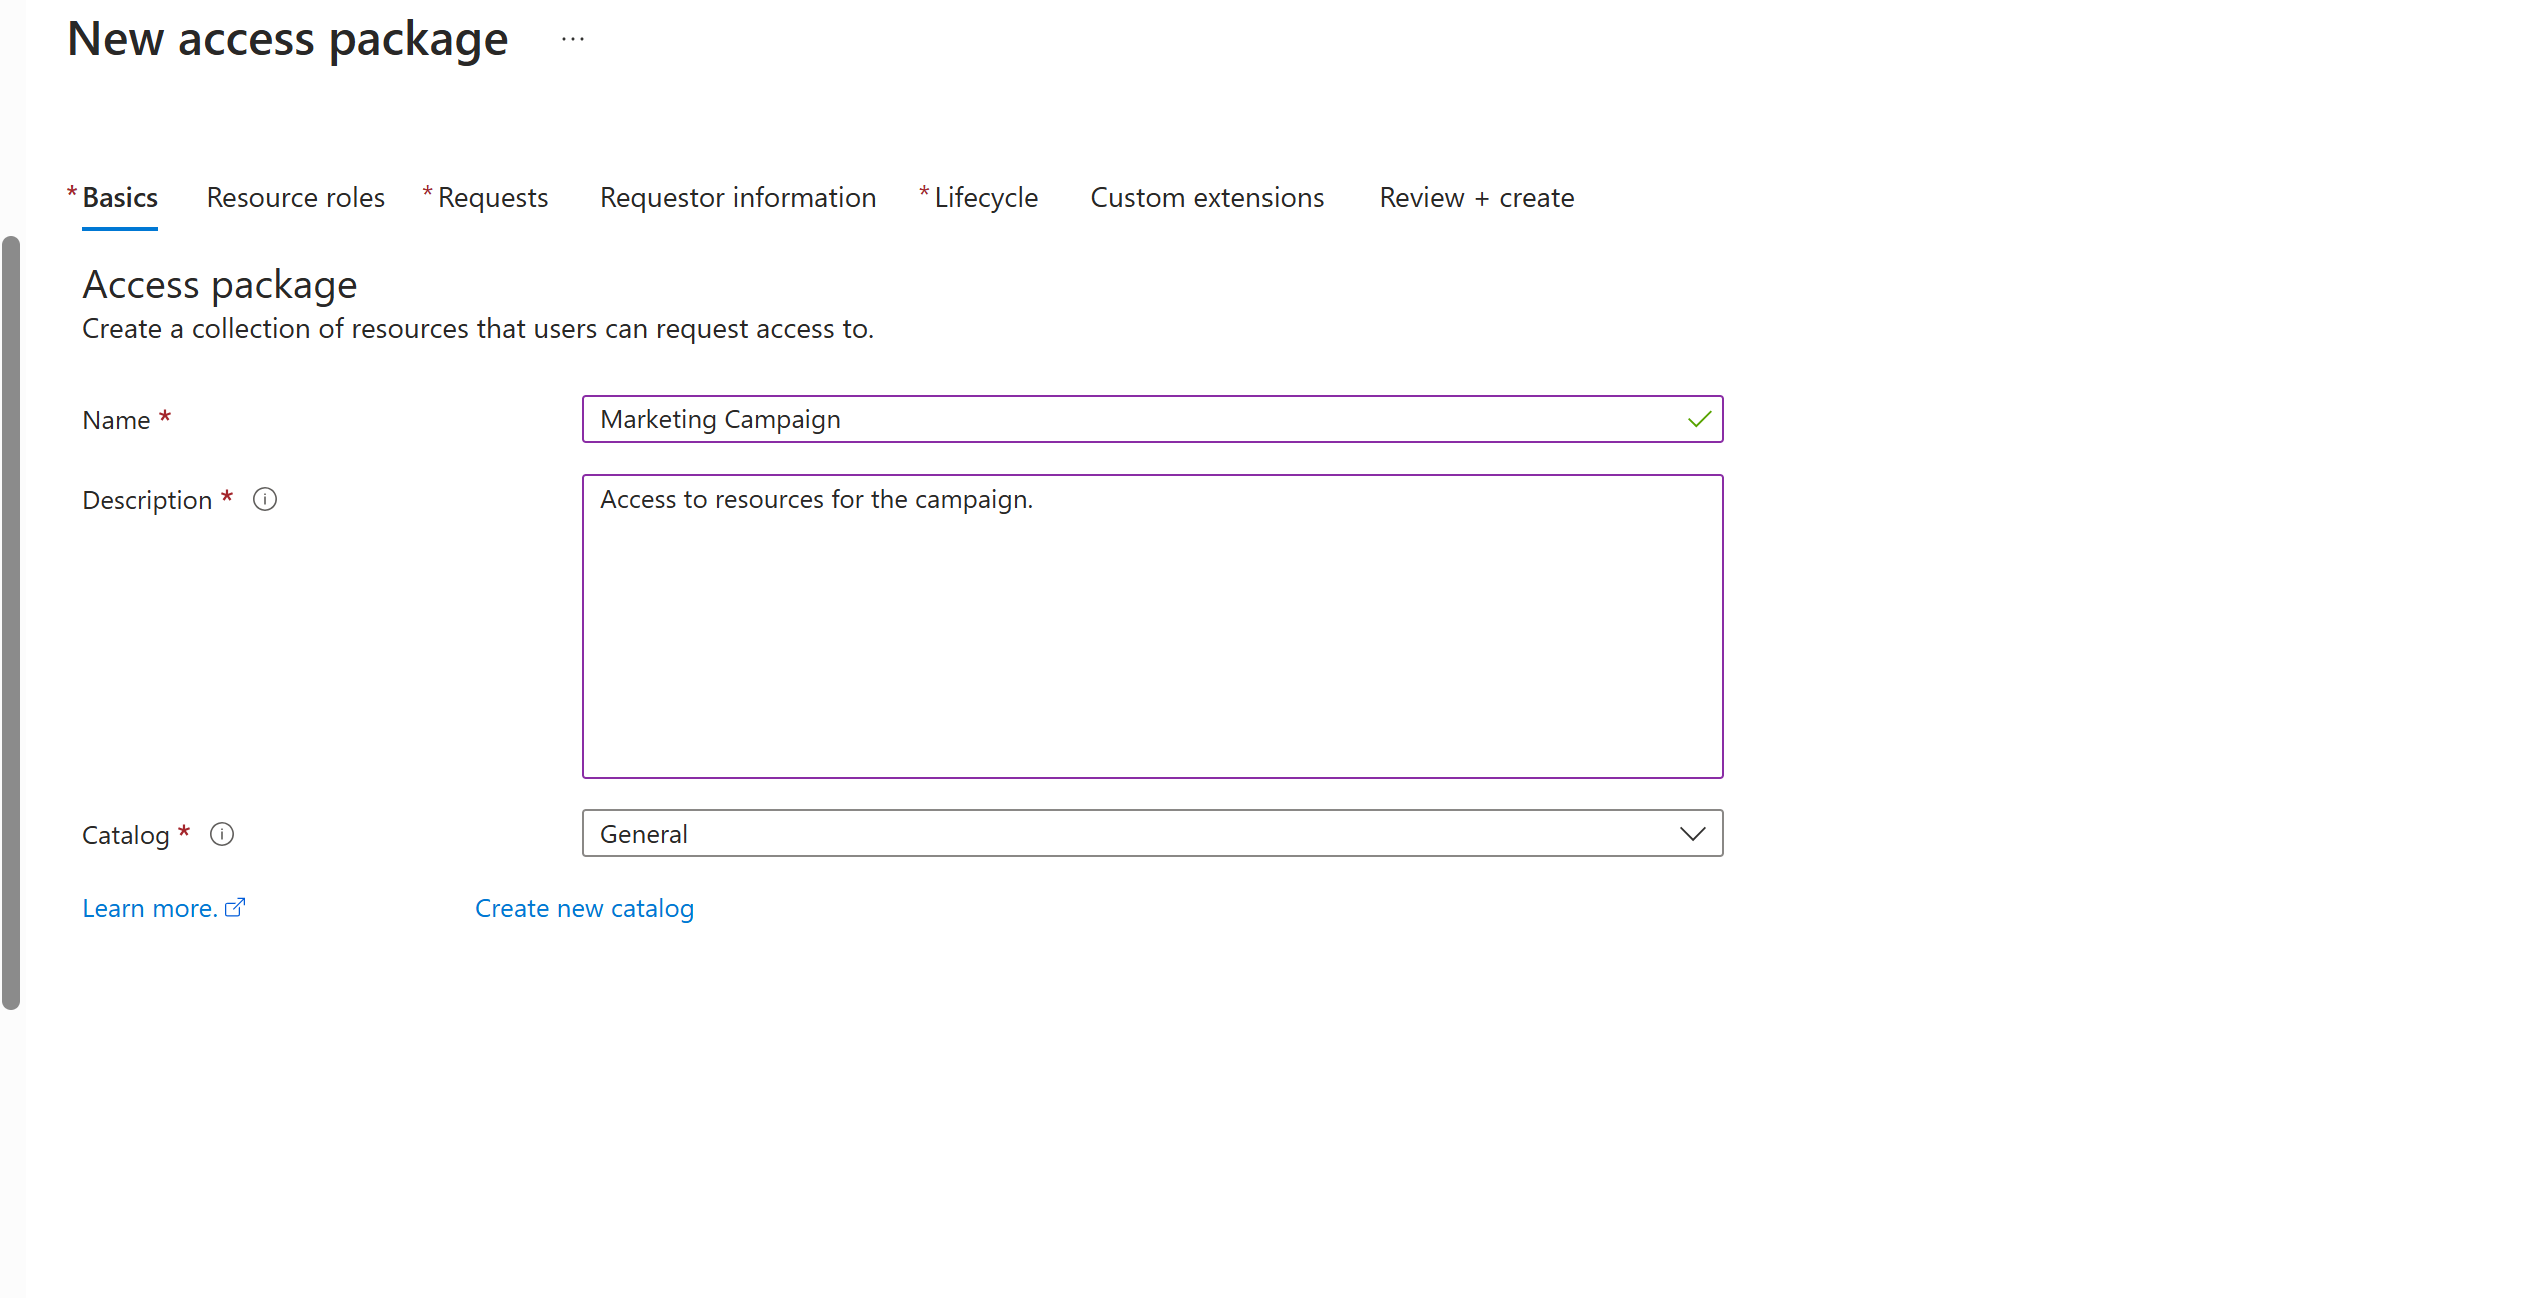 New access package ...
* Basics Resource roles * Requests Requestor information * Lifecycle Custom extensions Review + create
Access package
Create a collection of resources that users can request access to.
Name * Marketing Campaign
Description * Access to resources for the campaign.
Catalog * General
Learn more. Create new catalog